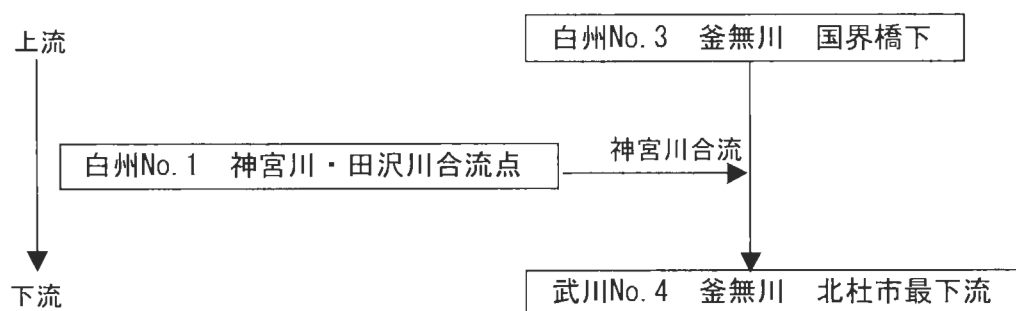 上流
白州No.3 釜無川 国界橋下
神宮川合流
白州No.1 神宮川・田沢川合流点
下流
武川No.4 釜無川 北杜市最下流